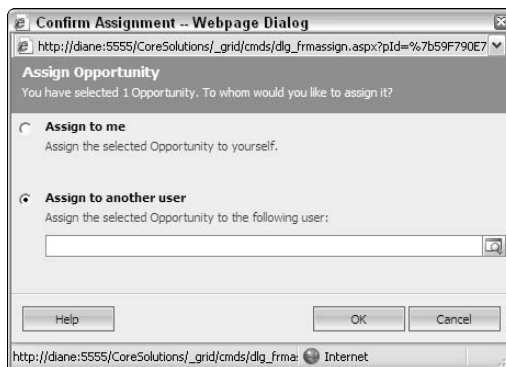 Confirm Assignment -- Webpage Dialog
http://diane:5555/CoreSolutions/_grid/cmds/dlg_frmassign.aspx?pId=%7b59F790E7
Assign Opportunity
You have selected 1 Opportunity. To whom would you like to assign it?
Assign to me
Assign the selected Opportunity to yourself.
Assign to another user
Assign the selected Opportunity to the following user:
Help
OK
Cancel
http://diane:5555/CoreSolutions/_grid/cmds/dlg_frma
Internet